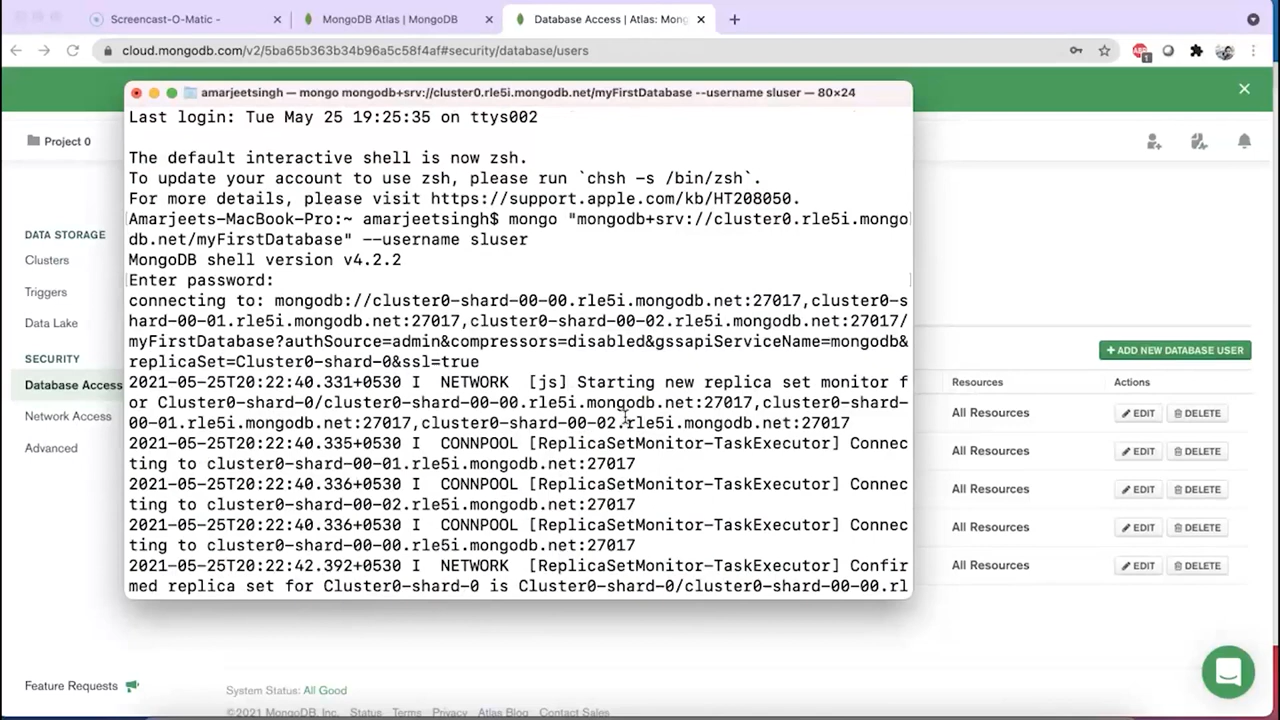 Screencast-O-Matic -
MongoDB Atlas | MongoDB
Database Access | Atlas: Mong
cloud.mongodb.com/v2/5ba65b363b34b96a5c58f4af#security/database/users
1
amarjeetsingh — mongo mongodb+srv://cluster0.rle5i.mongodb.net/myFirstDatabase --username sluser — 80×24
Last login: Tue May 25 19:25:35 on ttys002
The default interactive shell is now zsh.
To update your account to use zsh, please run `chsh -s /bin/zsh`.
For more details, please visit https://support.apple.com/kb/HT208050.
Amarjeets-MacBook-Pro:~ amarjeetsingh$ mongo "mongodb+srv://cluster0.rle5i.mongo
db.net/myFirstDatabase" --username sluser
MongoDB shell version v4.2.2
Enter password:
connecting to: mongodb://cluster0-shard-00-00.rle5i.mongodb.net:27017,cluster0-s
hard-00-01.rle5i.mongodb.net:27017,cluster0-shard-00-02.rle5i.mongodb.net:27017/
myFirstDatabase?authSource=admin&compressors=disabled&gssapiServiceName=mongodb&
replicaSet=Cluster0-shard-0&ssl=true
2021-05-25T20:22:40.331+0530 I  NETWORK  [js] Starting new replica set monitor f
or Cluster0-shard-0/cluster0-shard-00-00.rle5i.mongodb.net:27017,cluster0-shard-
00-01.rle5i.mongodb.net:27017,cluster0-shard-00-02.rle5i.mongodb.net:27017
2021-05-25T20:22:40.335+0530 I  CONNPOOL [ReplicaSetMonitor-TaskExecutor] Connec
ting to cluster0-shard-00-01.rle5i.mongodb.net:27017
2021-05-25T20:22:40.336+0530 I  CONNPOOL [ReplicaSetMonitor-TaskExecutor] Connec
ting to cluster0-shard-00-02.rle5i.mongodb.net:27017
2021-05-25T20:22:40.336+0530 I  CONNPOOL [ReplicaSetMonitor-TaskExecutor] Connec
ting to cluster0-shard-00-00.rle5i.mongodb.net:27017
2021-05-25T20:22:42.392+0530 I  NETWORK  [ReplicaSetMonitor-TaskExecutor] Confir
med replica set for Cluster0-shard-0 is Cluster0-shard-0/cluster0-shard-00-00.rl
Project 0
DATA STORAGE
Clusters
Triggers
Data Lake
SECURITY
Database Access
Network Access
Advanced
Feature Requests
+ ADD NEW DATABASE USER
Resources Actions
All Resources EDIT DELETE
All Resources EDIT DELETE
All Resources EDIT DELETE
All Resources EDIT DELETE
All Resources EDIT DELETE
System Status: All Good
©2021 MongoDB, Inc. Status Terms Privacy Atlas Blog Contact Sales